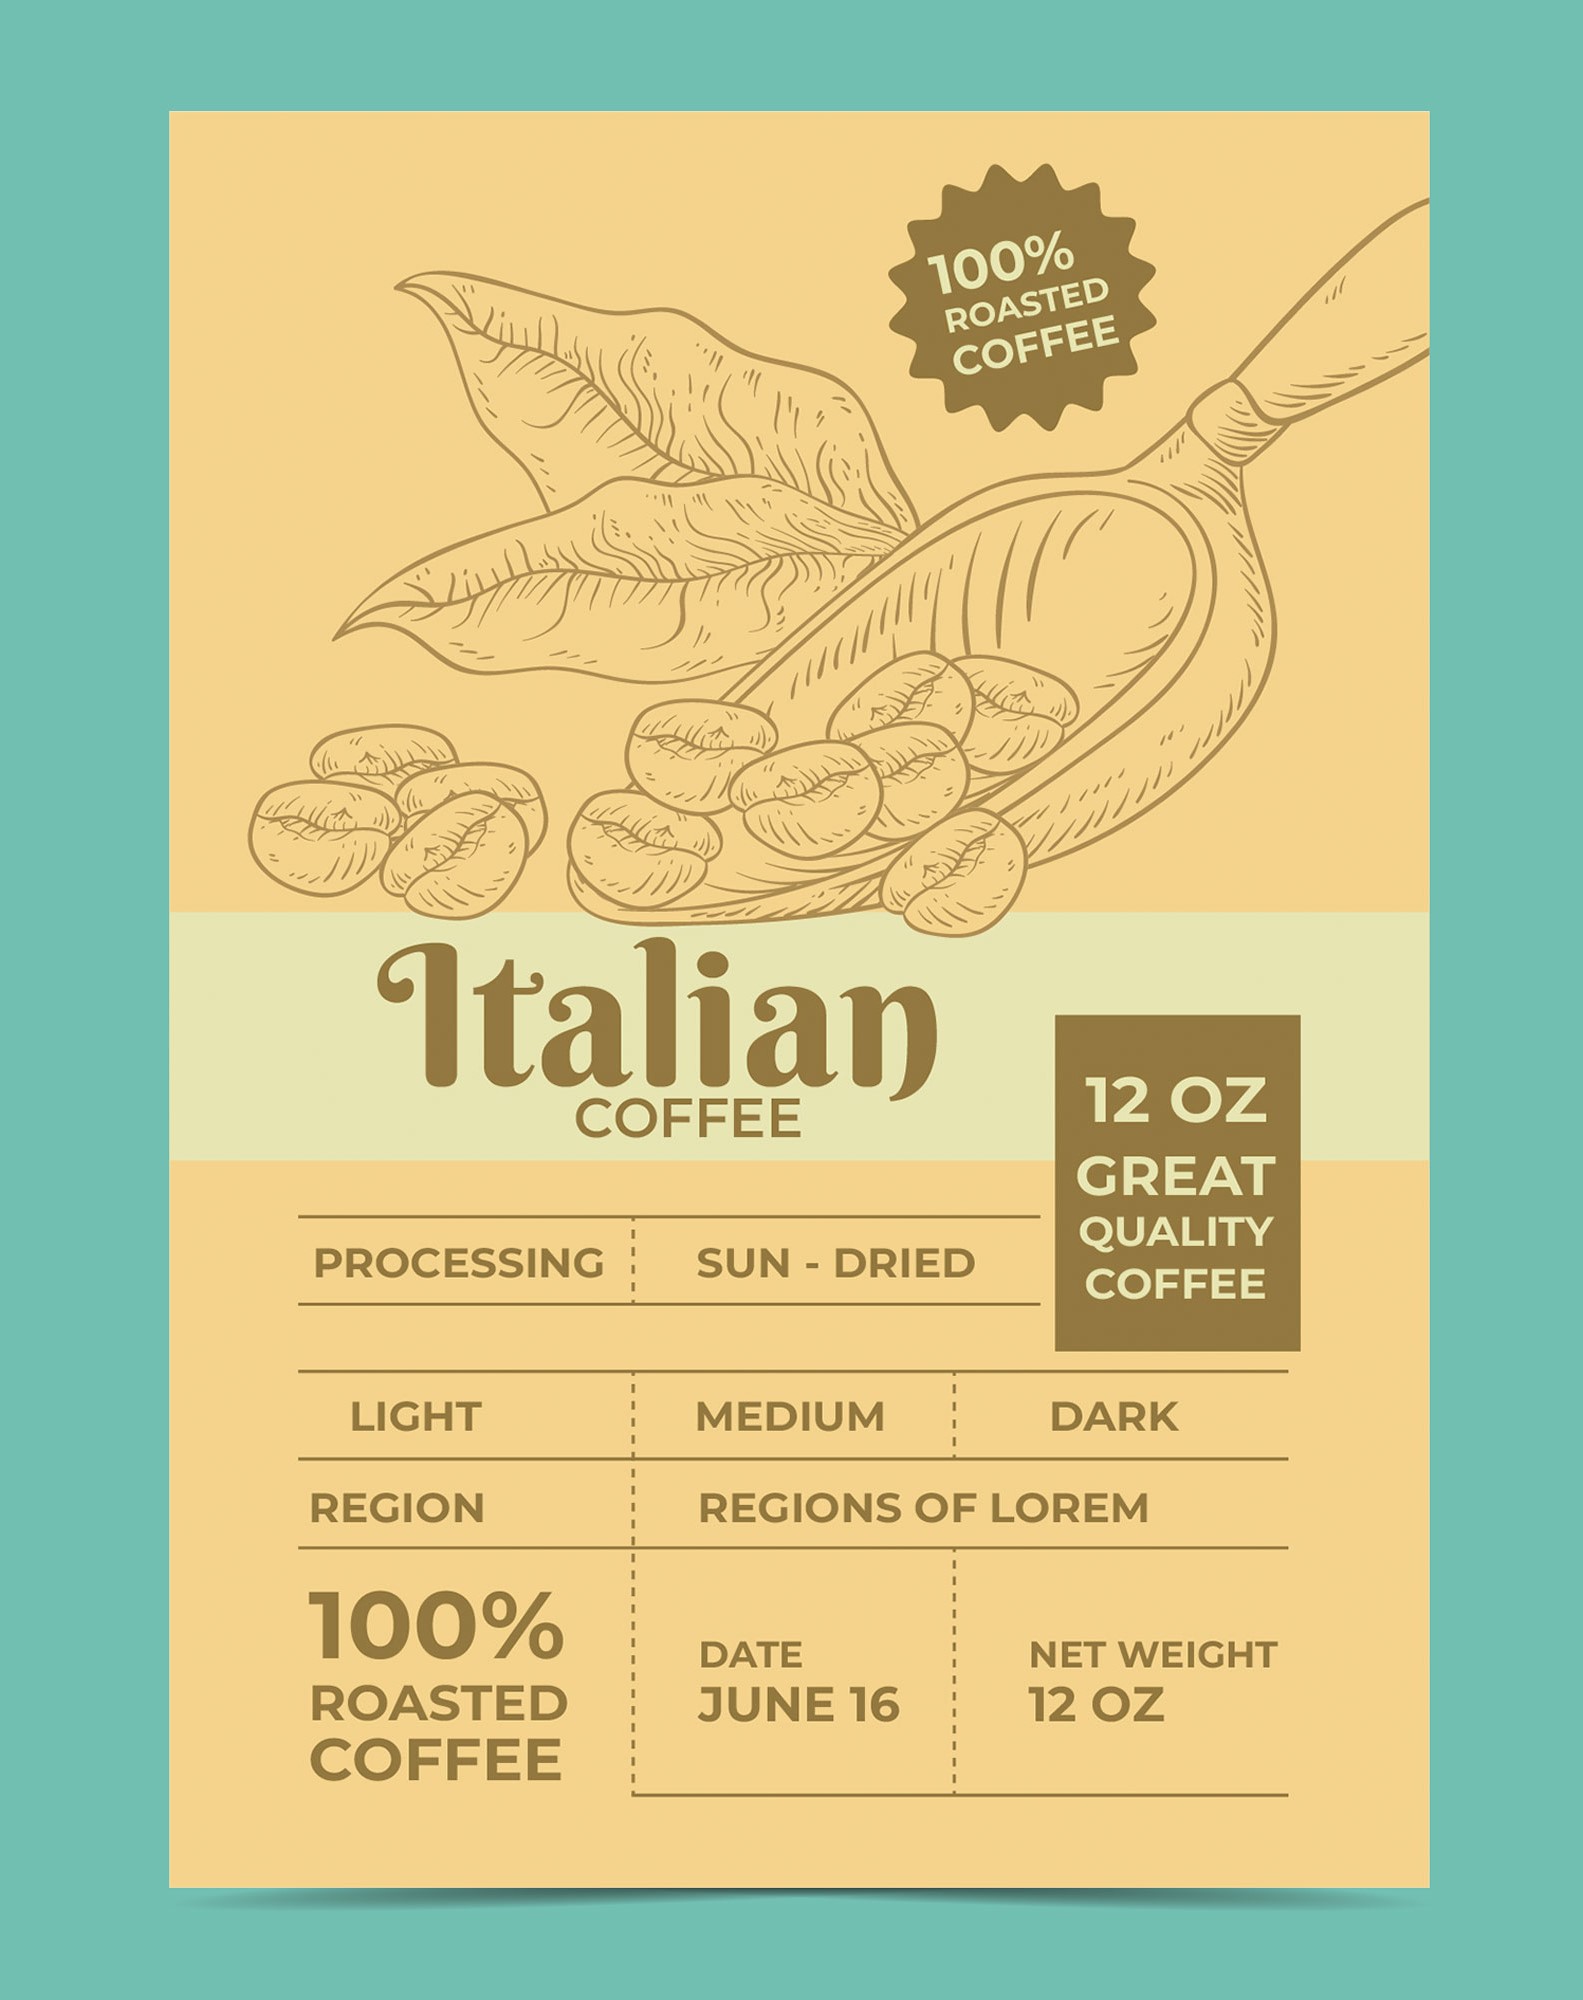 100%
ROASTED
COFFEE
Italian
COFFEE
12 OZ
GREAT
QUALITY
COFFEE
PROCESSING SUN - DRIED
LIGHT MEDIUM DARK
REGION REGIONS OF LOREM
100%
ROASTED
COFFEE
DATE
JUNE 16
NET WEIGHT
12 OZ